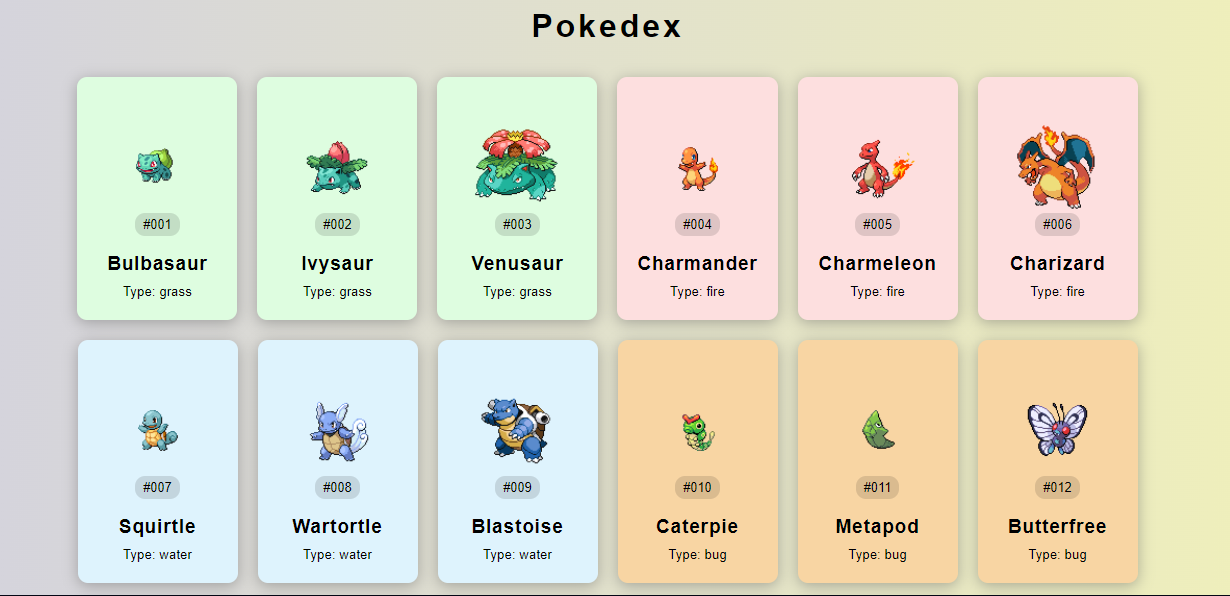 Pokedex
#001
Bulbasaur
Type: grass
#002
Ivysaur
Type: grass
#003
Venusaur
Type: grass
#004
Charmander
Type: fire
#005
Charmeleon
Type: fire
#006
Charizard
Type: fire
#007
Squirtle
Type: water
#008
Wartortle
Type: water
#009
Blastoise
Type: water
#010
Caterpie
Type: bug
#011
Metapod
Type: bug
#012
Butterfree
Type: bug